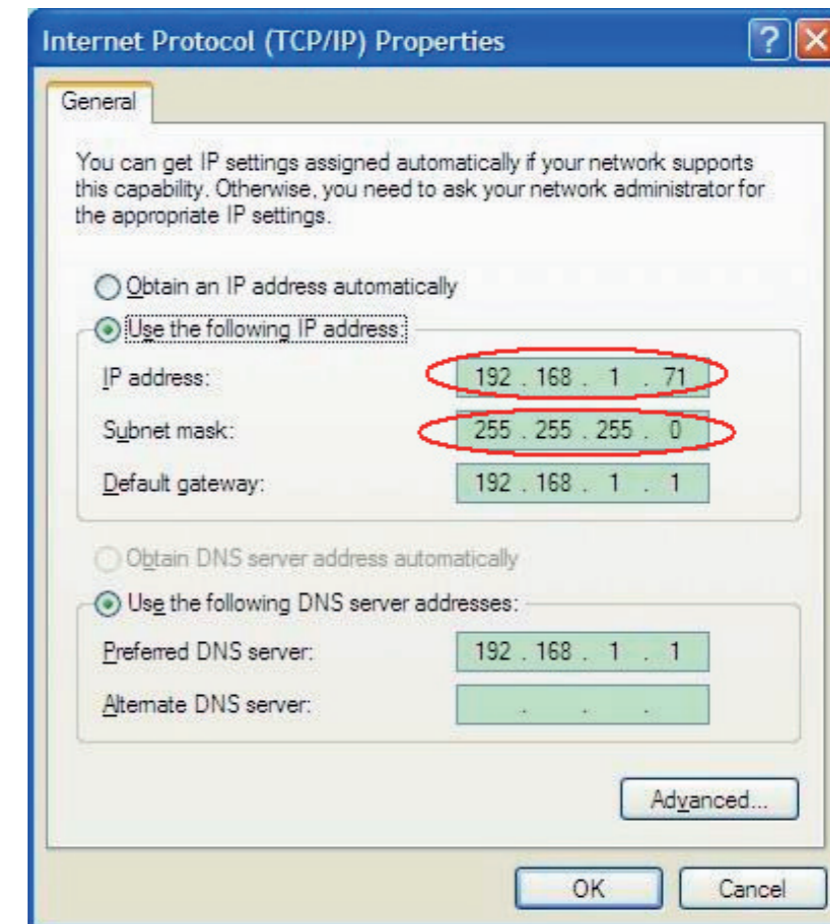 Internet Protocol (TCP/IP) Properties
General
You can get IP settings assigned automatically if your network supports
this capability. Otherwise, you need to ask your network administrator for
the appropriate IP settings.
Obtain an IP address automatically
Use the following IP address:
IP address: 192 . 168 . 1 . 71
Subnet mask: 255 . 255 . 255 . 0
Default gateway: 192 . 168 . 1 . 1
Obtain DNS server address automatically
Use the following DNS server addresses:
Preferred DNS server: 192 . 168 . 1 . 1
Alternate DNS server: . . .
Advanced...
OK Cancel